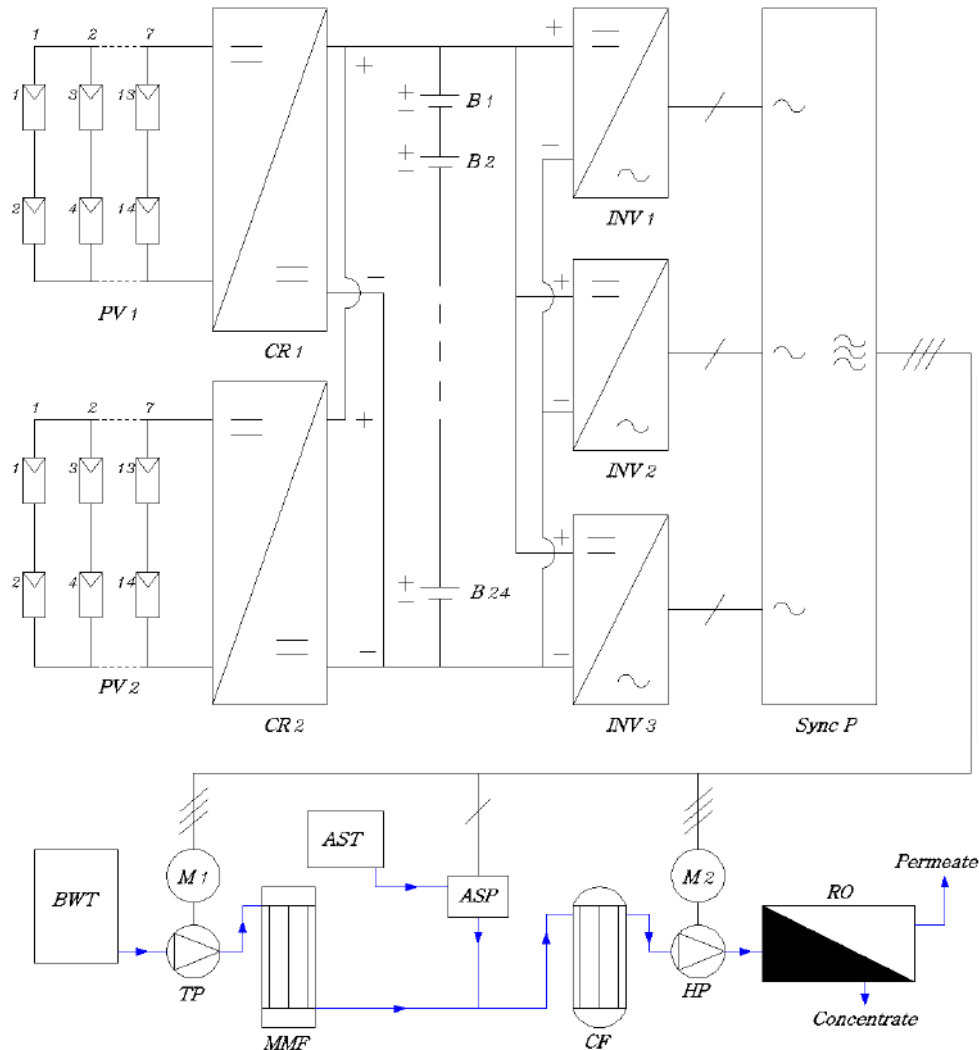 1 2 7
1 3 13
2 4 14
PV 1
CR 1
+
−
+
− B 1
+
− B 2
+
−
INV 1
+
−
INV 2
1 2 7
1 3 13
2 4 14
PV 2
CR 2
+
−
+
− B 24
+
INV 3
Sync P
BWT
M 1
TP
MMF
AST
ASP
CF
M 2
HP
RO
Permeate
Concentrate